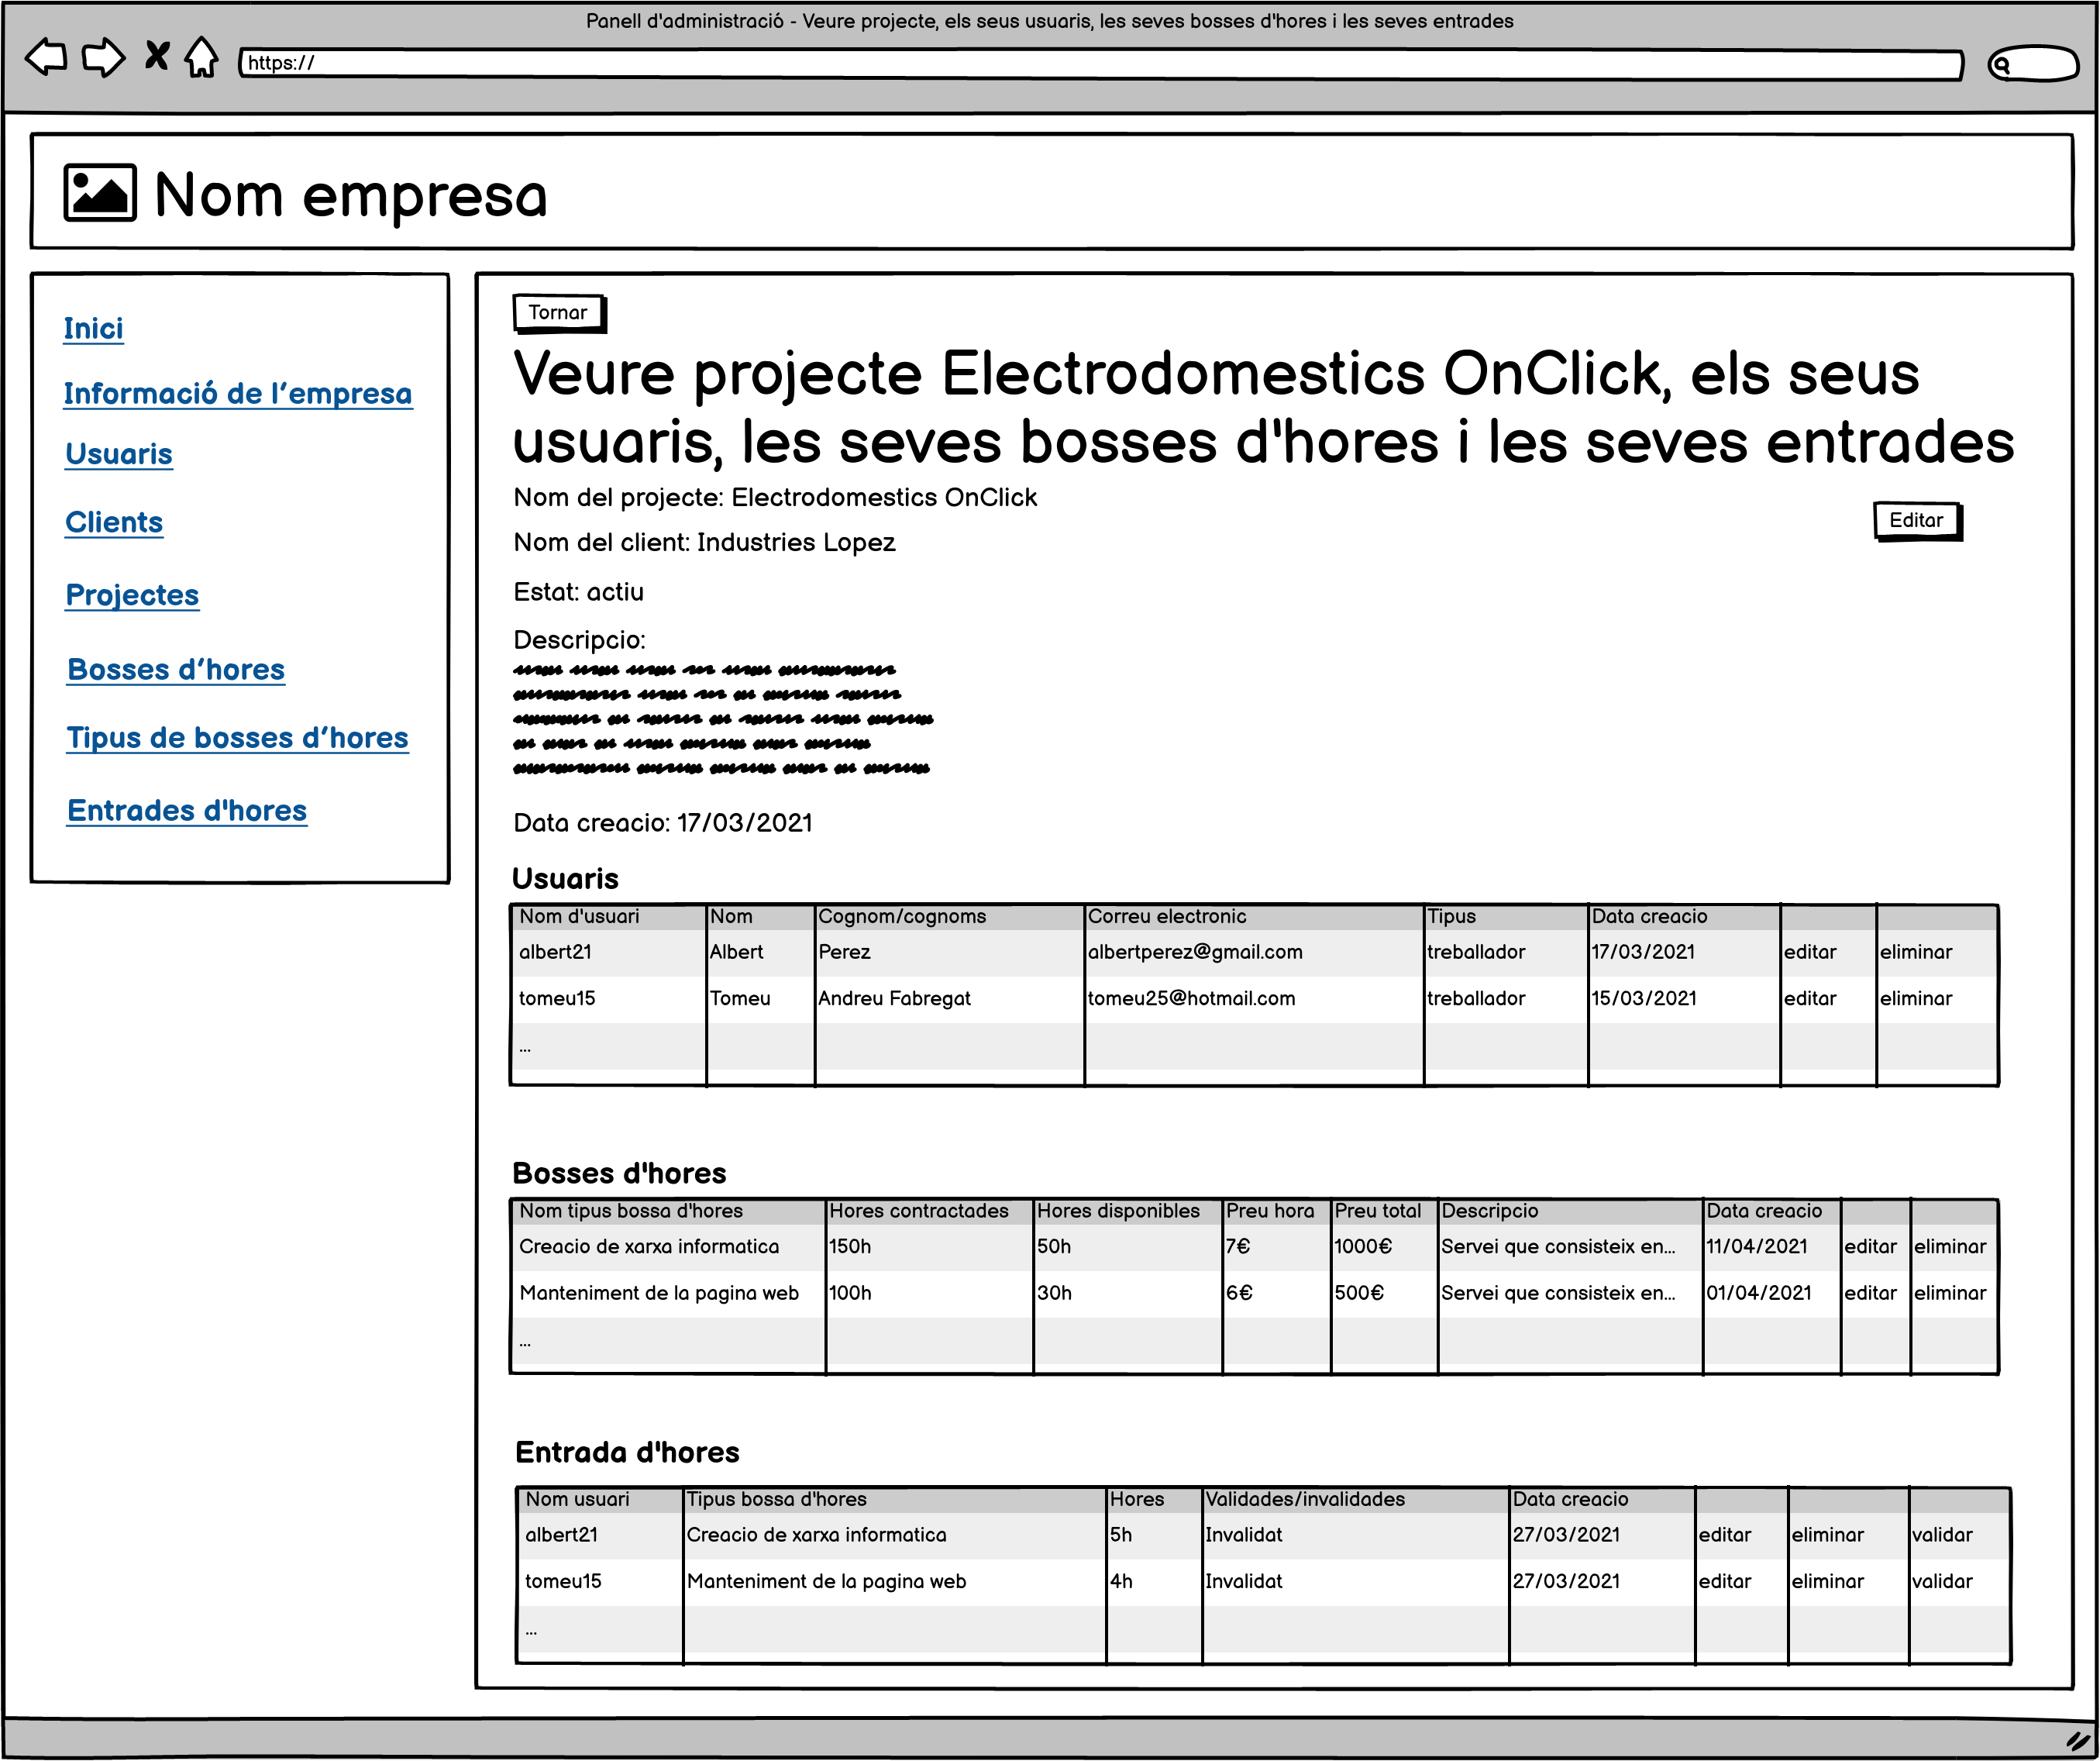 Panell d'administració - Veure projecte, els seus usuaris, les seves bosses d'hores i les seves entrades
https://
Nom empresa
Inici
Informació de l’empresa
Usuaris
Clients
Projectes
Bosses d’hores
Tipus de bosses d’hores
Entrades d'hores
Tornar
Veure projecte Electrodomestics OnClick, els seus
usuaris, les seves bosses d'hores i les seves entrades
Nom del projecte: Electrodomestics OnClick
Editar
Nom del client: Industries Lopez
Estat: actiu
Descripcio:
Data creacio: 17/03/2021
Usuaris
Nom d'usuari Nom Cognom/cognoms Correu electronic Tipus Data creacio
albert21 Albert Perez albertperez@gmail.com treballador 17/03/2021 editar eliminar
tomeu15 Tomeu Andreu Fabregat tomeu25@hotmail.com treballador 15/03/2021 editar eliminar
...
Bosses d'hores
Nom tipus bossa d'hores Hores contractades Hores disponibles Preu hora Preu total Descripcio Data creacio
Creacio de xarxa informatica 150h 50h 7€ 1000€ Servei que consisteix en... 11/04/2021 editar eliminar
Manteniment de la pagina web 100h 30h 6€ 500€ Servei que consisteix en... 01/04/2021 editar eliminar
...
Entrada d'hores
Nom usuari Tipus bossa d'hores Hores Validades/invalidades Data creacio
albert21 Creacio de xarxa informatica 5h Invalidat 27/03/2021 editar eliminar validar
tomeu15 Manteniment de la pagina web 4h Invalidat 27/03/2021 editar eliminar validar
...